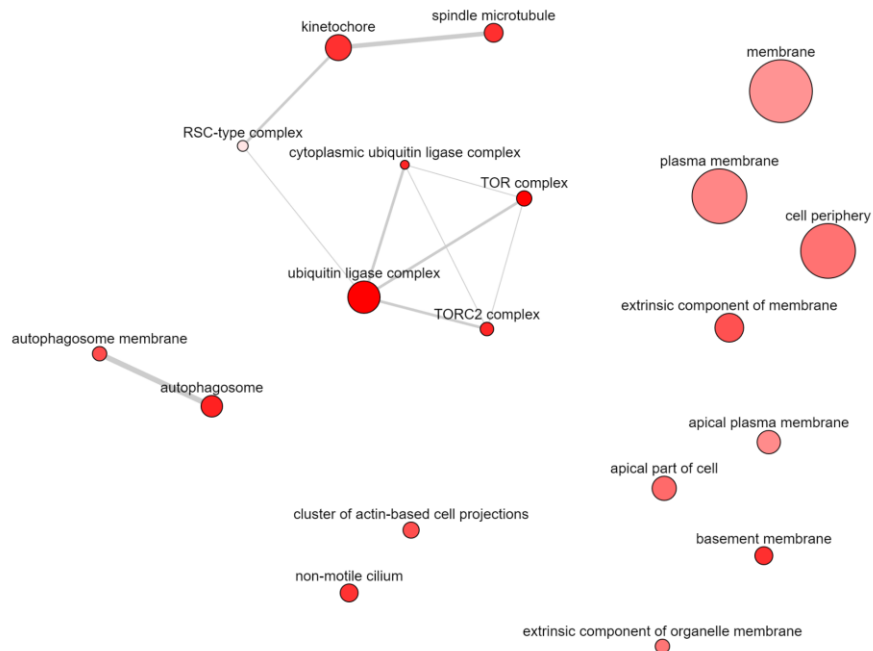 spindle microtubule
kinetochore
membrane
RSC-type complex
cytoplasmic ubiquitin ligase complex
plasma membrane
TOR complex
cell periphery
ubiquitin ligase complex
extrinsic component of membrane
TORC2 complex
autophagosome membrane
autophagosome
apical plasma membrane
apical part of cell
cluster of actin-based cell projections
basement membrane
non-motile cilium
extrinsic component of organelle membrane